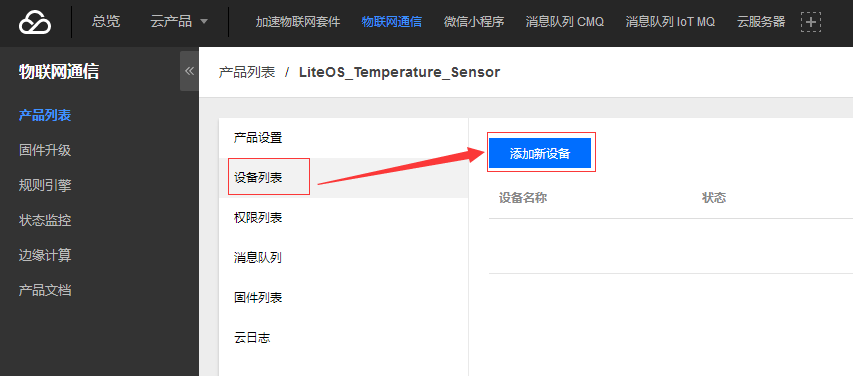 总览 云产品 加速物联网套件 物联网通信 微信小程序 消息队列 CMQ 消息队列 IoT MQ 云服务器
物联网通信
产品列表
固件升级
规则引擎
状态监控
边缘计算
产品文档
产品列表 / LiteOS_Temperature_Sensor
产品设置
设备列表
权限列表
消息队列
固件列表
云日志
添加新设备
设备名称 状态